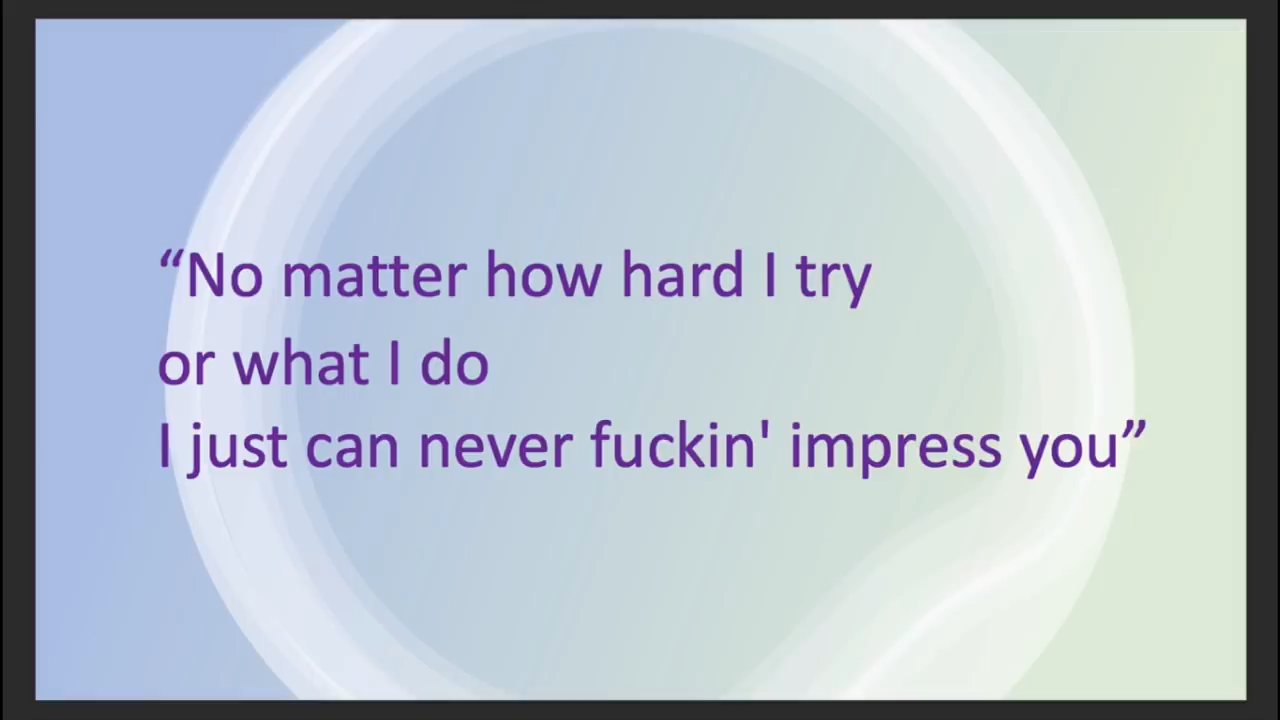 “No matter how hard I try
or what I do
I just can never fuckin' impress you”